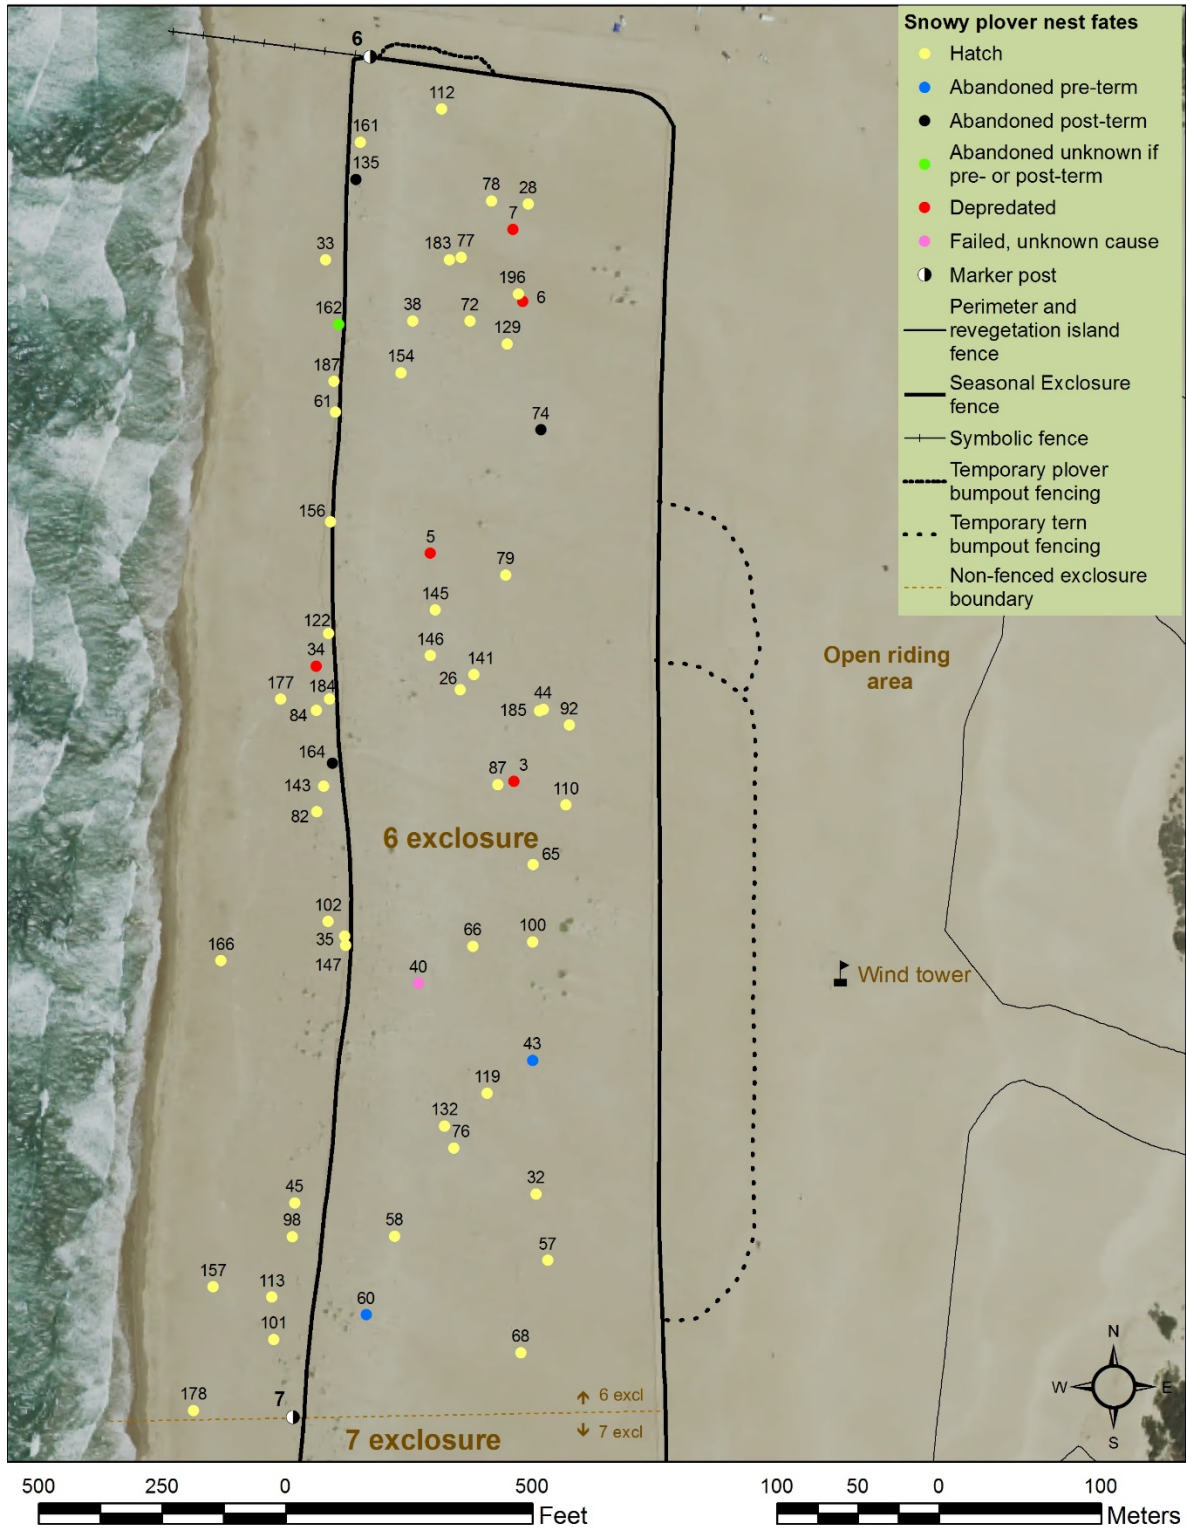 Snowy plover nest fates
Hatch
Abandoned pre-term
Abandoned post-term
Abandoned unknown if
pre- or post-term
Depredated
Failed, unknown cause
Marker post
Perimeter and
revegetation island
fence
Seasonal Exclosure
fence
Symbolic fence
Temporary plover
bumpout fencing
Temporary tern
bumpout fencing
Non-fenced exclosure
boundary
6
112
161
135
78
28
7
33
183
77
196
6
162
38
72
129
187
154
61
74
156
5
79
145
122
146
34
141
26
177
184
44
84
185
92
164
87
3
143
110
82
Open riding
area
6 exclosure
65
102
100
35
66
166
147
40
Wind tower
43
119
132
76
32
45
98
58
57
157
113
60
101
68
178
7
6 excl
7 excl
7 exclosure
N
W
E
S
500
250
0
500
Feet
100
50
0
100
Meters